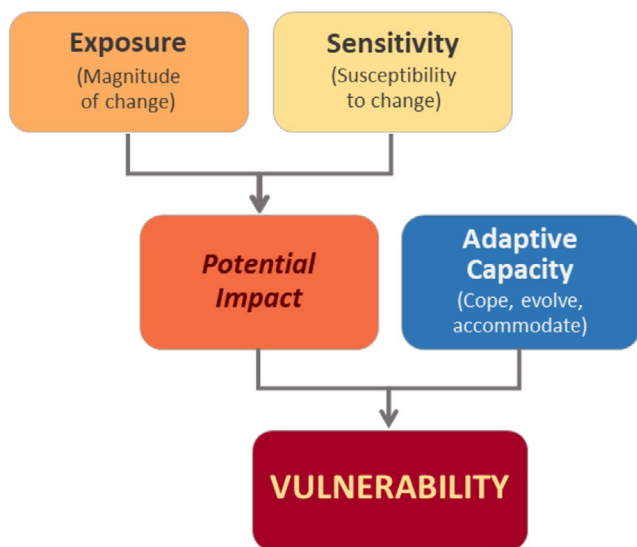 Exposure
(Magnitude
of change)
Sensitivity
(Susceptibility
to change)
Potential
Impact
Adaptive
Capacity
(Cope, evolve,
accommodate)
VULNERABILITY